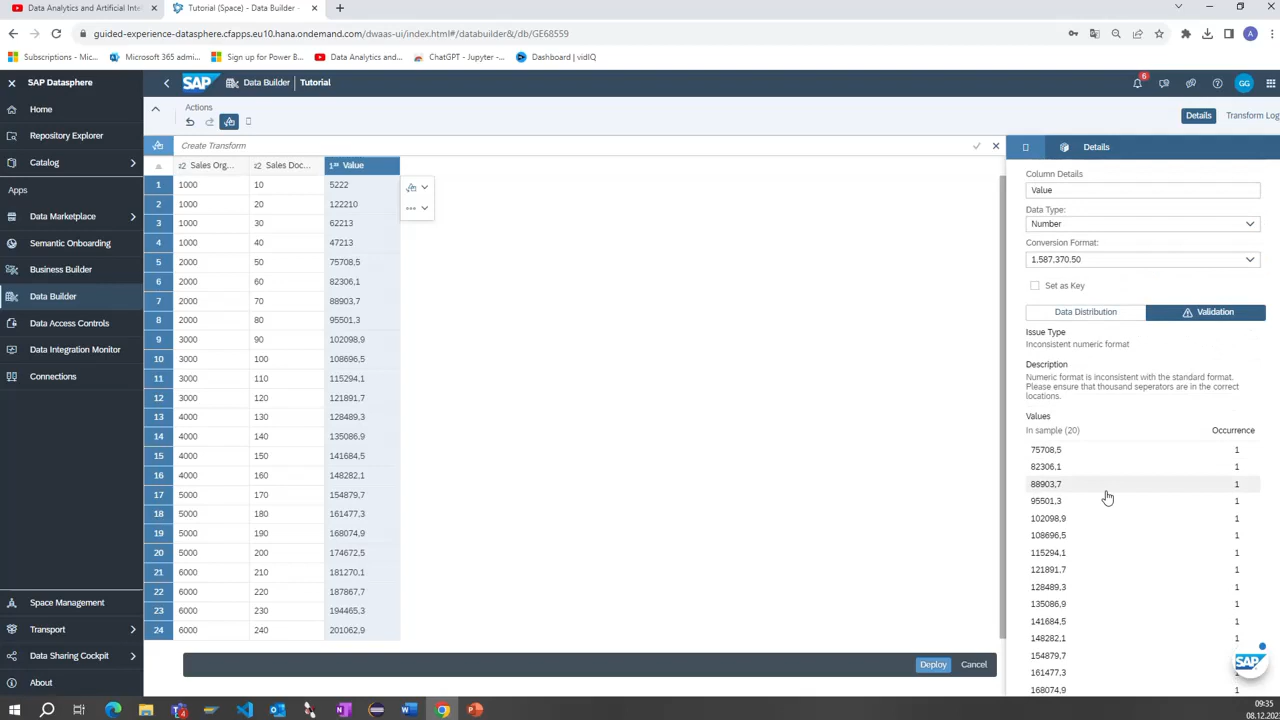 Data Analytics and Artificial Inte
Tutorial (Space) - Data Builder -
guided-experience-datasphere.cfapps.eu10.hana.ondemand.com/dwaas-ui/index.html#/databuilder&/db/GE68559
Subscriptions - Mic...
Microsoft 365 admi...
Sign up for Power B...
Data Analytics and...
ChatGPT - Jupyter -...
Dashboard | vidIQ
SAP Datasphere
SAP
Data Builder
Tutorial
6
GG
Home
Repository Explorer
Catalog
Apps
Data Marketplace
Semantic Onboarding
Business Builder
Data Builder
Data Access Controls
Data Integration Monitor
Connections
Space Management
Transport
Data Sharing Cockpit
About
Actions
Details
Transform Log
Create Transform
Sales Org... Sales Doc... Value
1 1000 10 5222
2 1000 20 122210
3 1000 30 62213
4 1000 40 47213
5 2000 50 75708,5
6 2000 60 82306,1
7 2000 70 88903,7
8 2000 80 95501,3
9 3000 90 102098,9
10 3000 100 108696,5
11 3000 110 115294,1
12 3000 120 121891,7
13 4000 130 128489,3
14 4000 140 135086,9
15 4000 150 141684,5
16 4000 160 148282,1
17 5000 170 154879,7
18 5000 180 161477,3
19 5000 190 168074,9
20 5000 200 174672,5
21 6000 210 181270,1
22 6000 220 187867,7
23 6000 230 194465,3
24 6000 240 201062,9
Deploy
Cancel
Details
Column Details
Value
Data Type:
Number
Conversion Format:
1,587,370.50
Set as Key
Data Distribution
Validation
Issue Type
Inconsistent numeric format
Description
Numeric format is inconsistent with the standard format.
Please ensure that thousand seperators are in the correct
locations.
Values
In sample (20) Occurrence
75708,5 1
82306,1 1
88903,7 1
95501,3 1
102098,9 1
108696,5 1
115294,1 1
121891,7 1
128489,3 1
135086,9 1
141684,5 1
148282,1 1
154879,7 1
161477,3 1
168074,9 1
SAP
09:35